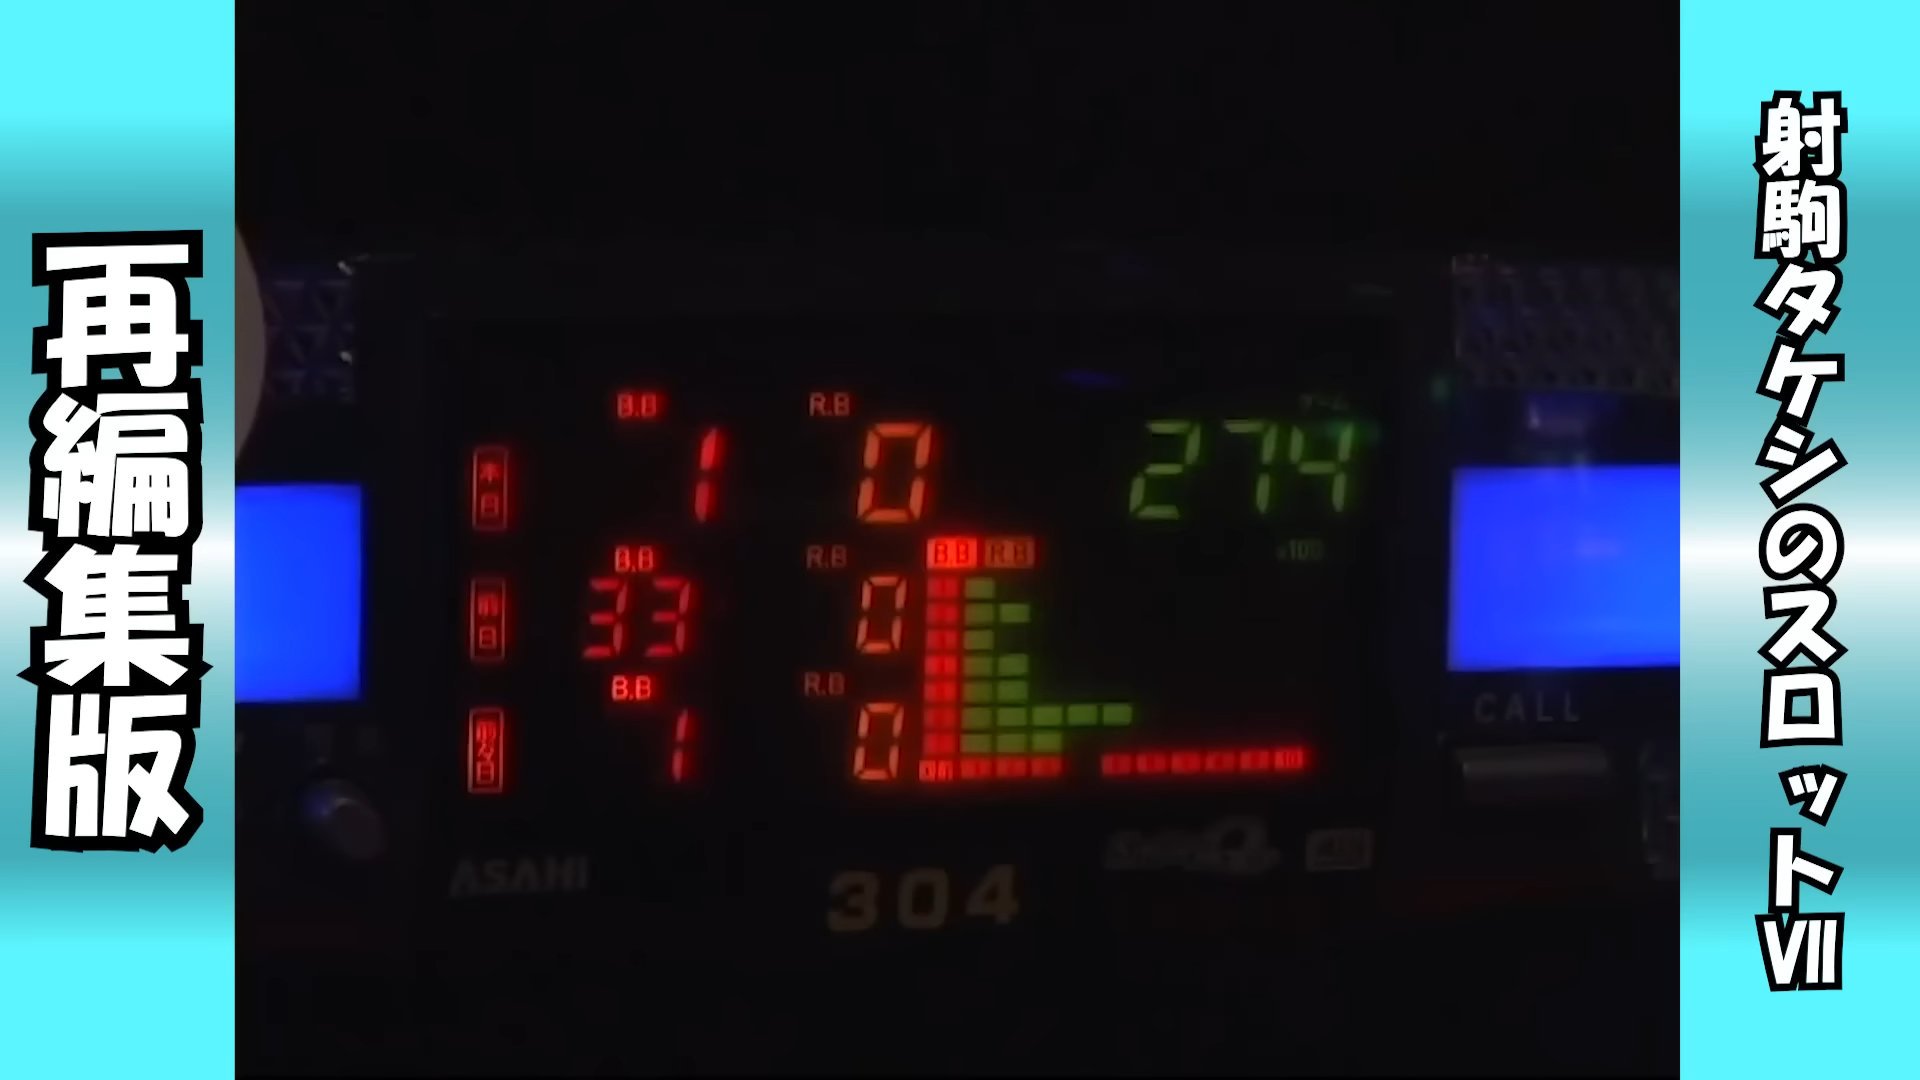 再編集版
B.B R.B
本日 1 0 274
B.B R.B B.B R.B x100
前日 33 0
B.B R.B
前々日 1 0
CALL
ASAHI
304
射駒タケシのスロットⅦ